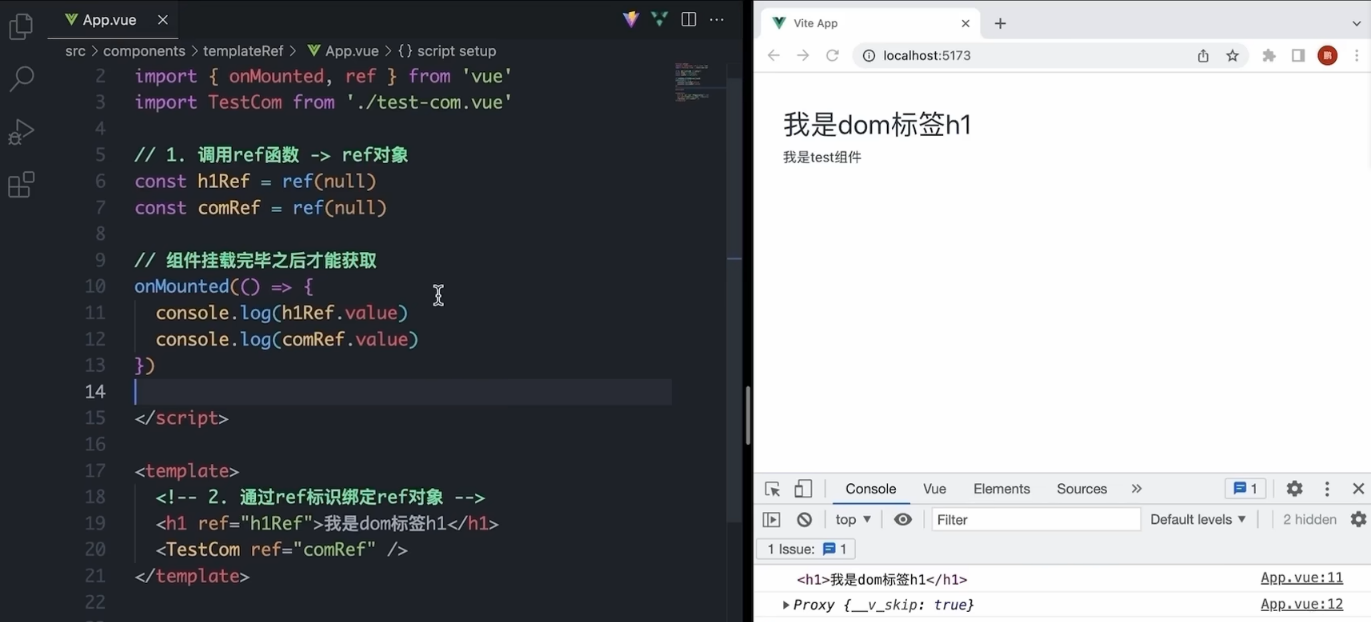 App.vue
src > components > templateRef > App.vue > {} script setup
2 import { onMounted, ref } from 'vue'
3 import TestCom from './test-com.vue'
4
5 // 1. 调用ref函数 -> ref对象
6 const h1Ref = ref(null)
7 const comRef = ref(null)
8
9 // 组件挂载完毕之后才能获取
10 onMounted(() => {
11 console.log(h1Ref.value)
12 console.log(comRef.value)
13 })
14
15 </script>
16
17 <template>
18 <!-- 2. 通过ref标识绑定ref对象 -->
19 <h1 ref="h1Ref">我是dom标签h1</h1>
20 <TestCom ref="comRef" />
21 </template>
22
Vite App
localhost:5173
我是dom标签h1
我是test组件
Console Vue Elements Sources 1
top Filter Default levels 2 hidden
1 Issue: 1
<h1>我是dom标签h1</h1> App.vue:11
Proxy {__v_skip: true} App.vue:12